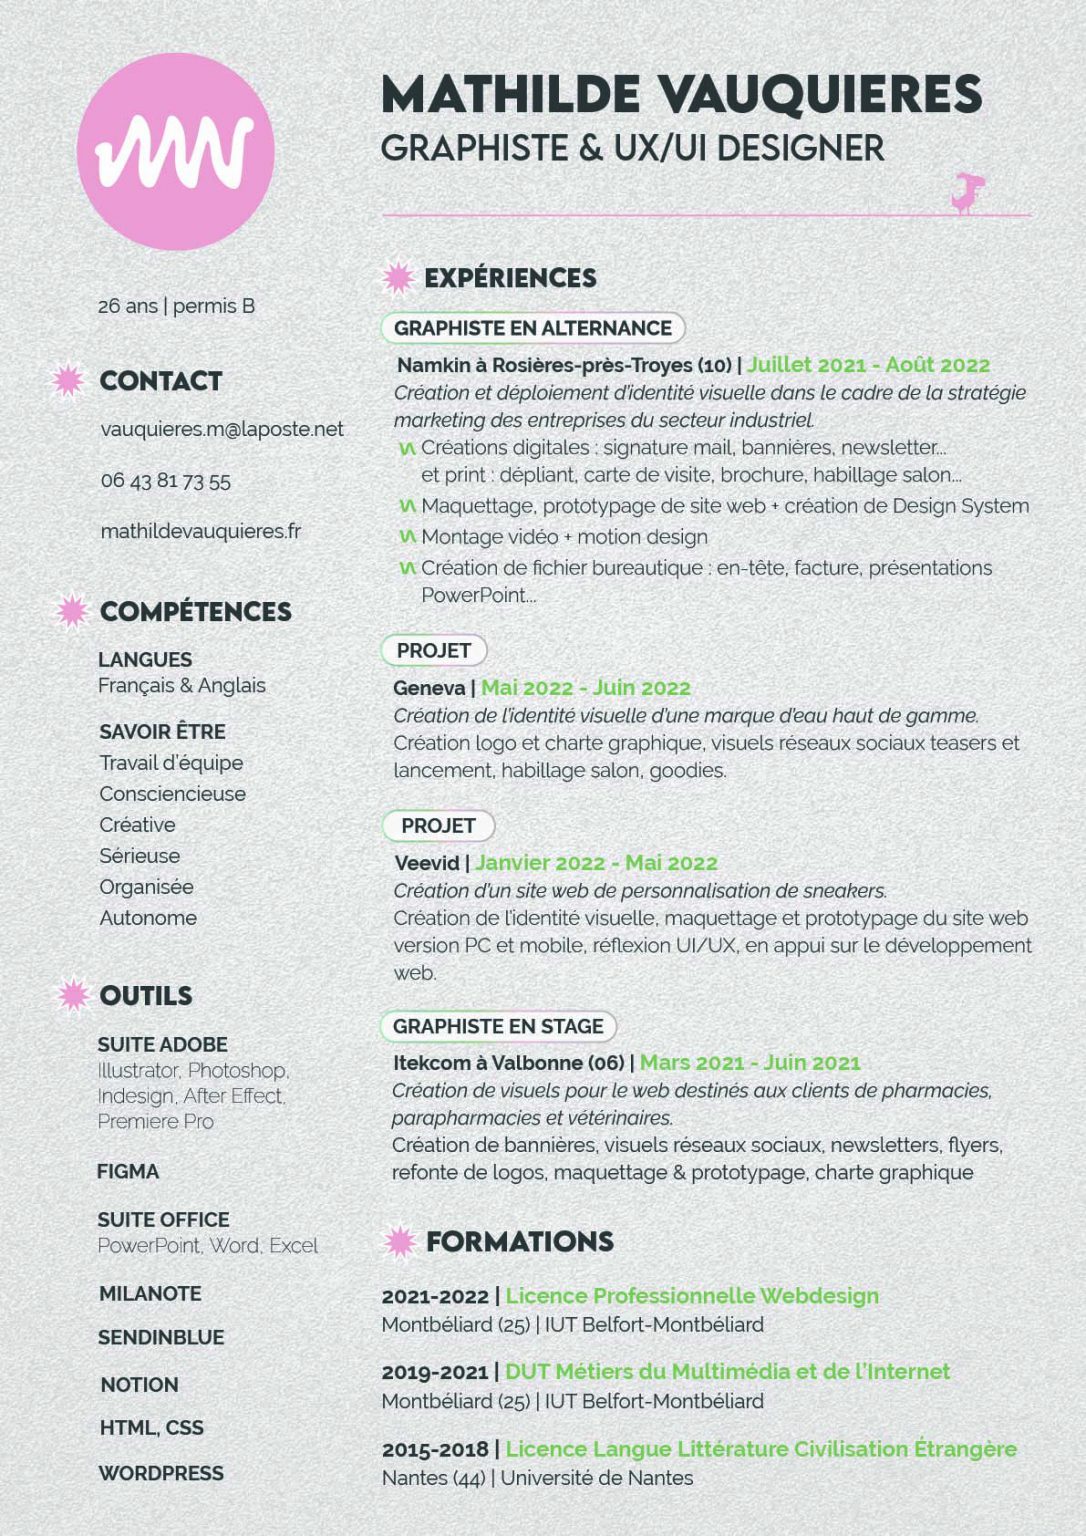 MATHILDE VAUQUIERES
GRAPHISTE & UX/UI DESIGNER
26 ans | permis B
CONTACT
vauquieres.m@laposte.net
06 43 81 73 55
mathildevauquieres.fr
COMPÉTENCES
LANGUES
Français & Anglais
SAVOIR ÊTRE
Travail d'équipe
Consciencieuse
Créative
Sérieuse
Organisée
Autonome
OUTILS
SUITE ADOBE
Illustrator, Photoshop,
Indesign, After Effect,
Premiere Pro
FIGMA
SUITE OFFICE
PowerPoint, Word, Excel
MILANOTE
SENDINBLUE
NOTION
HTML, CSS
WORDPRESS
EXPÉRIENCES
GRAPHISTE EN ALTERNANCE
Namkin à Rosières-près-Troyes (10) | Juillet 2021 - Août 2022
Création et déploiement d'identité visuelle dans le cadre de la stratégie
marketing des entreprises du secteur industriel.
Créations digitales : signature mail, bannières, newsletter...
et print : dépliant, carte de visite, brochure, habillage salon...
Maquettage, prototypage de site web + création de Design System
Montage vidéo + motion design
Création de fichier bureautique : en-tête, facture, présentations
PowerPoint...
PROJET
Geneva | Mai 2022 - Juin 2022
Création de l'identité visuelle d'une marque d'eau haut de gamme.
Création logo et charte graphique, visuels réseaux sociaux teasers et
lancement, habillage salon, goodies.
PROJET
Veevid | Janvier 2022 - Mai 2022
Création d'un site web de personnalisation de sneakers.
Création de l'identité visuelle, maquettage et prototypage du site web
version PC et mobile, réflexion UI/UX, en appui sur le développement
web.
GRAPHISTE EN STAGE
Itekcom à Valbonne (06) | Mars 2021 - Juin 2021
Création de visuels pour le web destinés aux clients de pharmacies,
parapharmacies et vétérinaires.
Création de bannières, visuels réseaux sociaux, newsletters, flyers,
refonte de logos, maquettage & prototypage, charte graphique
FORMATIONS
2021-2022 | Licence Professionnelle Webdesign
Montbéliard (25) | IUT Belfort-Montbéliard
2019-2021 | DUT Métiers du Multimédia et de l'Internet
Montbéliard (25) | IUT Belfort-Montbéliard
2015-2018 | Licence Langue Littérature Civilisation Étrangère
Nantes (44) | Université de Nantes